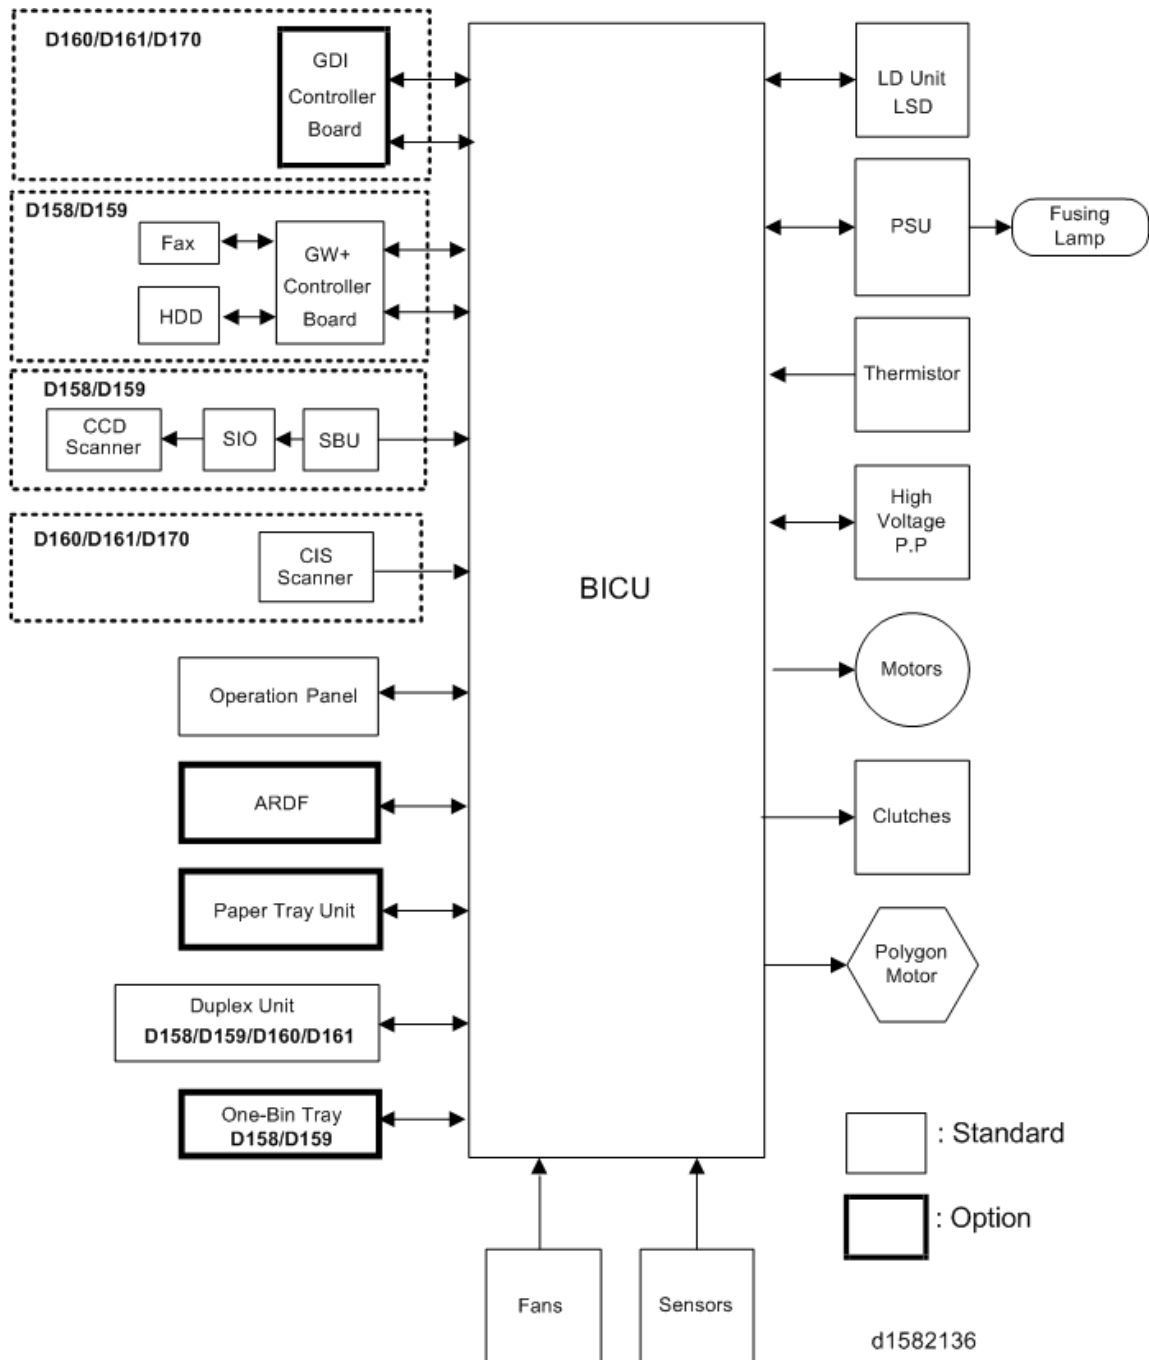 D160/D161/D170
GDI
Controller
Board
D158/D159
Fax
HDD
GW+
Controller
Board
D158/D159
CCD
Scanner
SIO
SBU
D160/D161/D170
CIS
Scanner
Operation Panel
ARDF
Paper Tray Unit
Duplex Unit
D158/D159/D160/D161
One-Bin Tray
D158/D159
BICU
LD Unit
LSD
PSU
Fusing
Lamp
Thermistor
High
Voltage
P.P
Motors
Clutches
Polygon
Motor
: Standard
: Option
Fans
Sensors
d1582136